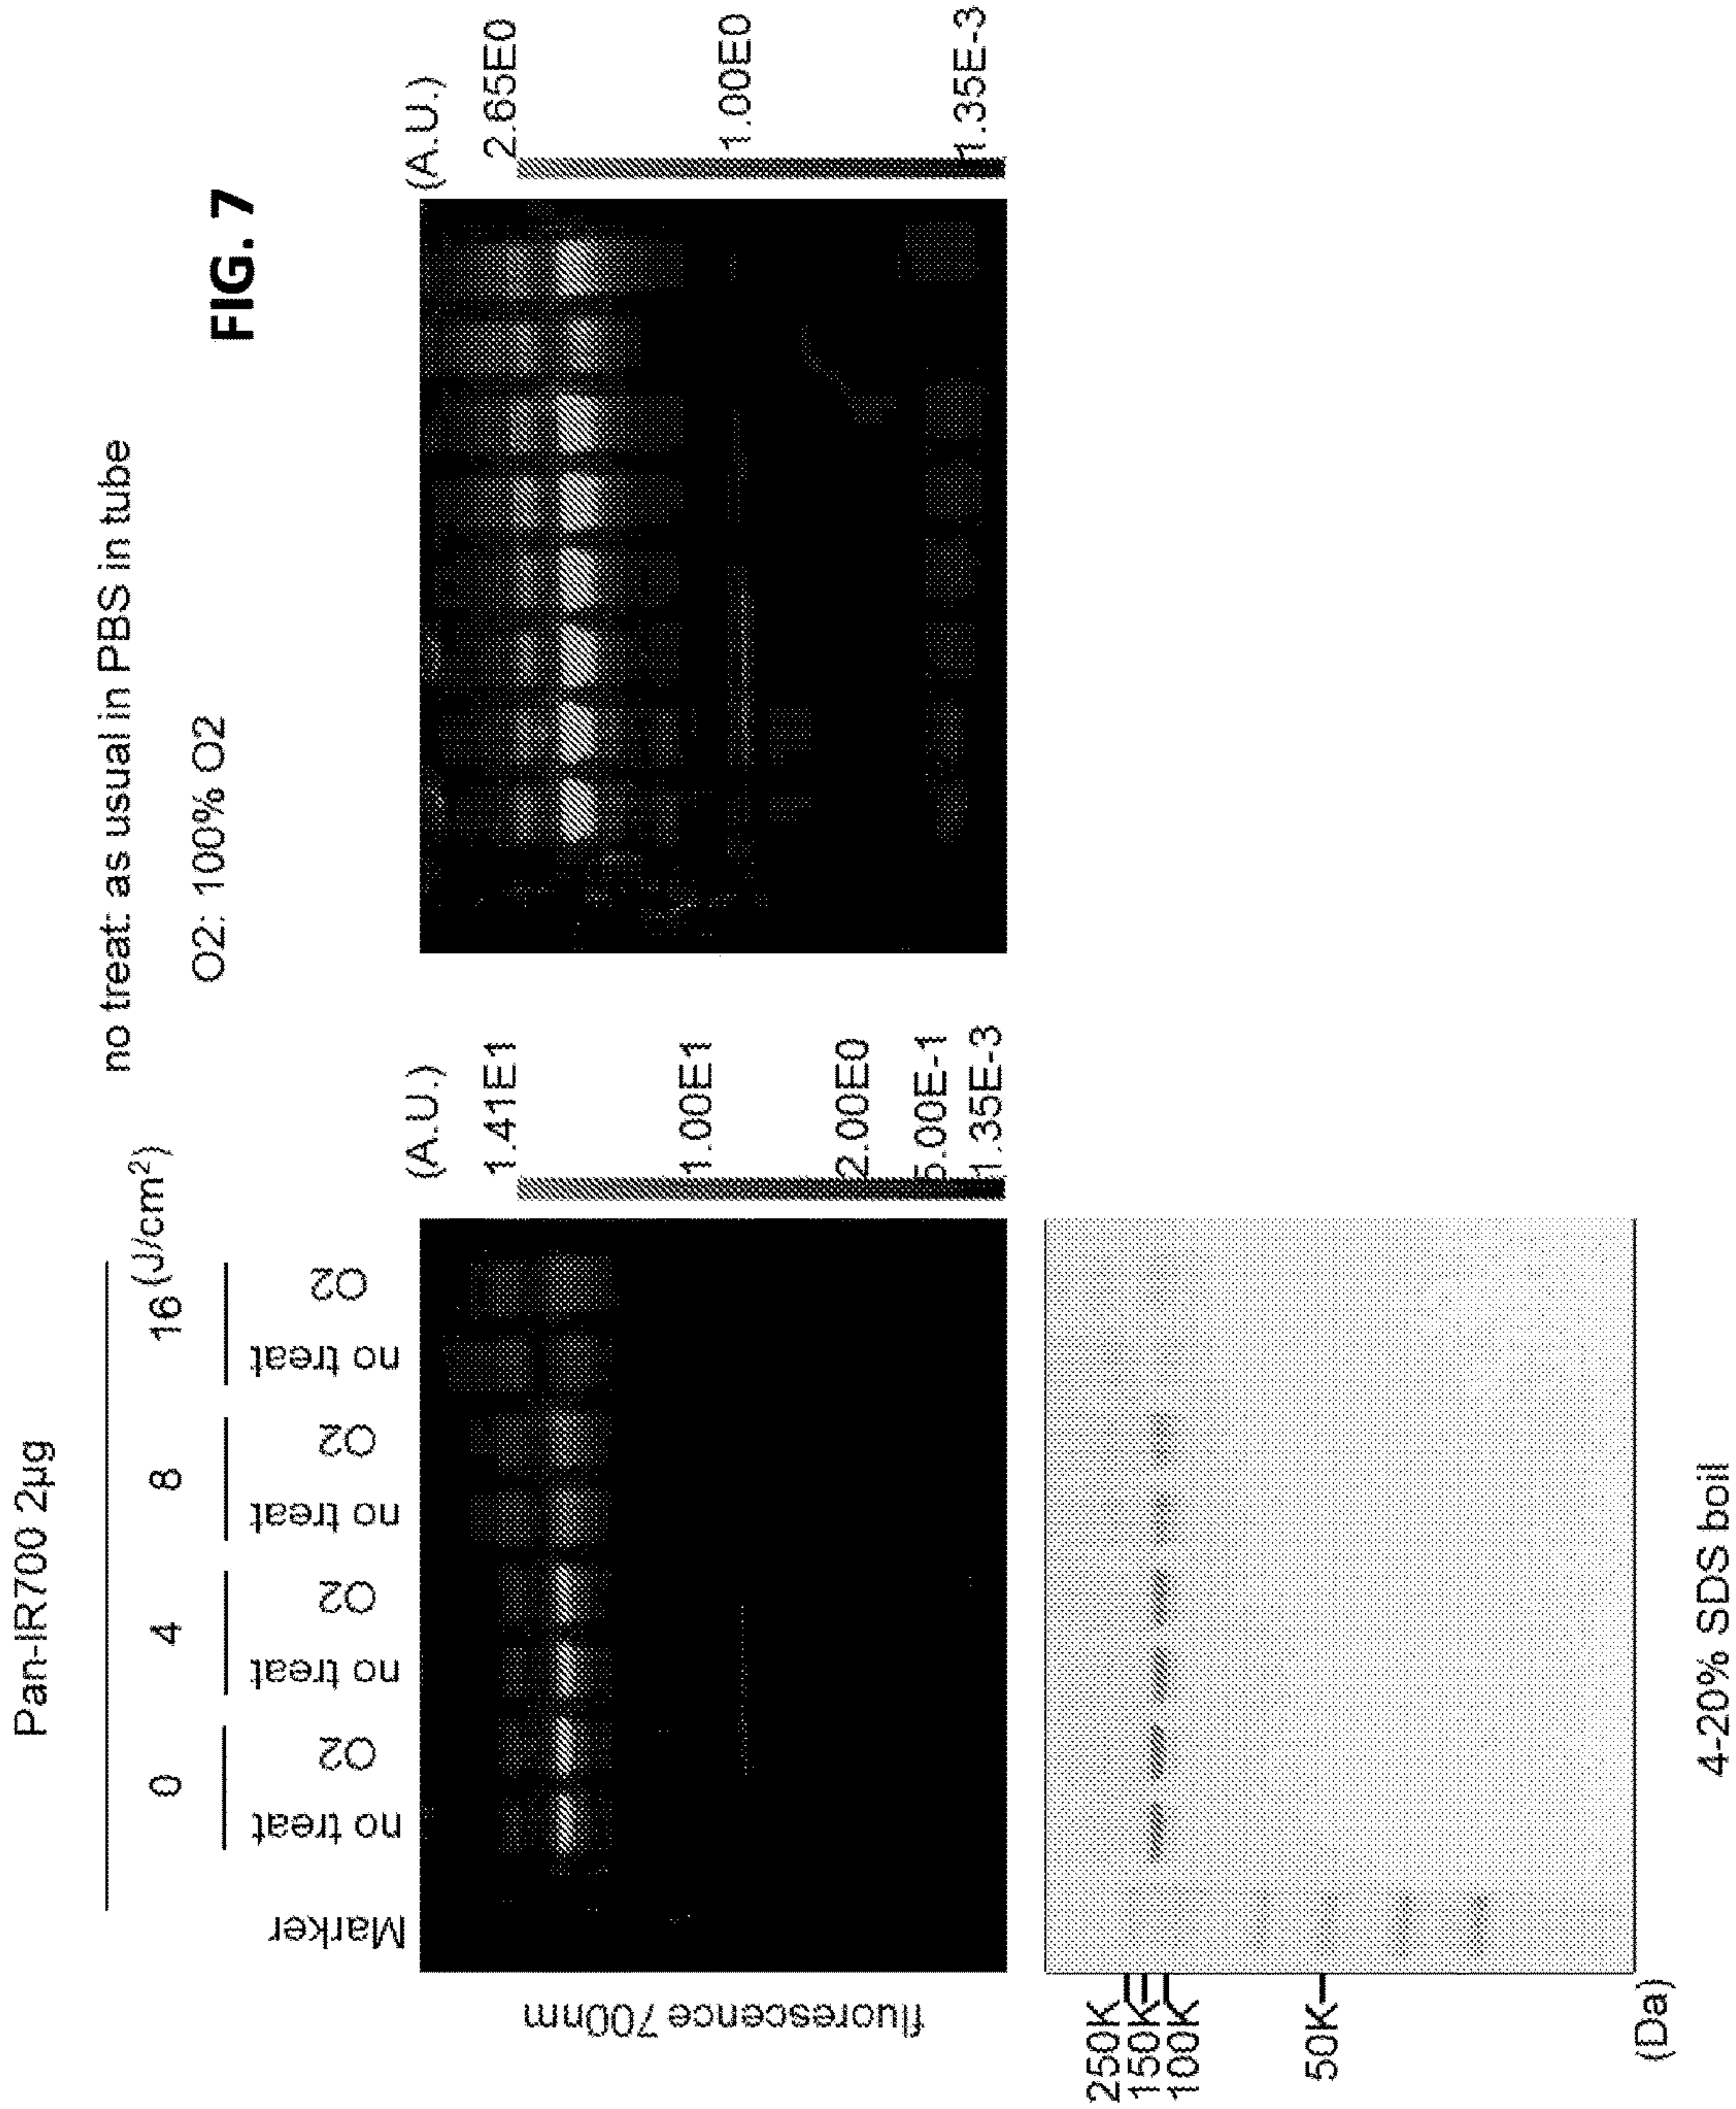 Pan-IR700 2µg
no treat: as usual in PBS in tube
O2: 100% O2
FIG. 7
0 4 8 16 (J/cm²)
Marker no treat O2 no treat O2 no treat O2 no treat O2
fluorescence 700nm
(A.U.)
1.41E1
1.00E1
2.00E0
5.00E-1
1.35E-3
(A.U.)
2.65E0
1.00E0
1.35E-3
250K
150K
100K
50K
(Da)
4-20% SDS boil